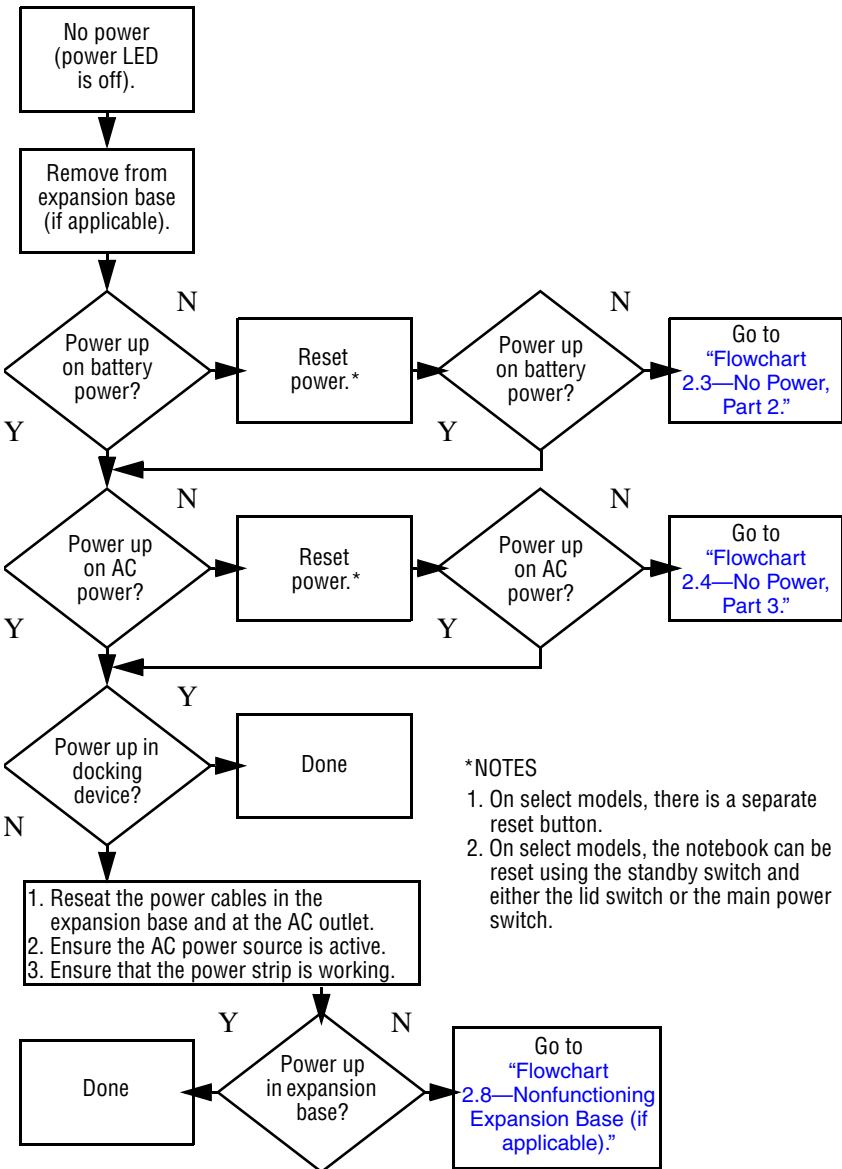 No power
(power LED
is off).
Remove from
expansion base
(if applicable).
N
N
Power up
on battery
power?
Reset
power.*
Power up
on battery
power?
Go to
“Flowchart
2.3—No Power,
Part 2.”
Y
Y
N
N
Power up
on AC
power?
Reset
power.*
Power up
on AC
power?
Go to
“Flowchart
2.4—No Power,
Part 3.”
Y
Y
Y
Power up in
docking
device?
Done
N
*NOTES
1. On select models, there is a separate
reset button.
2. On select models, the notebook can be
reset using the standby switch and
either the lid switch or the main power
switch.
1. Reseat the power cables in the
expansion base and at the AC outlet.
2. Ensure the AC power source is active.
3. Ensure that the power strip is working.
Y
N
Done
Power up
in expansion
base?
Go to
“Flowchart
2.8—Nonfunctioning
Expansion Base (if
applicable).”